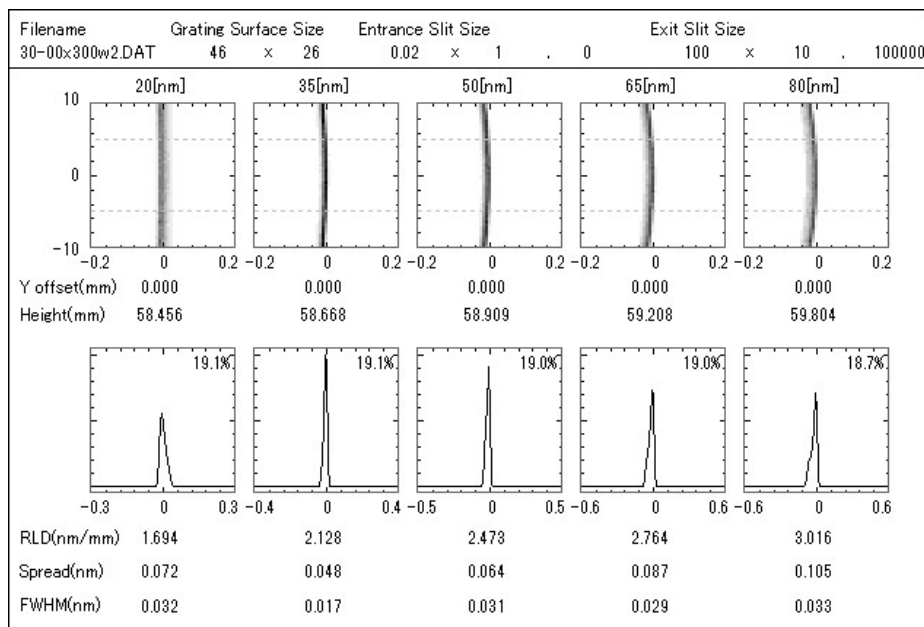 Filename Grating Surface Size Entrance Slit Size Exit Slit Size
30-00x300w2.DAT 46 × 26 0.02 × 1 . 0 100 × 10 . 100000
20[nm] 35[nm] 50[nm] 65[nm] 80[nm]
10
0
-10
-0.2 0 0.2 -0.2 0 0.2 -0.2 0 0.2 -0.2 0 0.2 -0.2 0 0.2
Y offset(mm) 0.000 0.000 0.000 0.000 0.000
Height(mm) 58.456 58.668 58.909 59.208 59.804
19.1% 19.1% 19.0% 19.0% 18.7%
-0.3 0 0.3 -0.4 0 0.4 -0.5 0 0.5 -0.6 0 0.6 -0.6 0 0.6
RLD(nm/mm) 1.694 2.128 2.473 2.764 3.016
Spread(nm) 0.072 0.048 0.064 0.087 0.105
FWHM(nm) 0.032 0.017 0.031 0.029 0.033